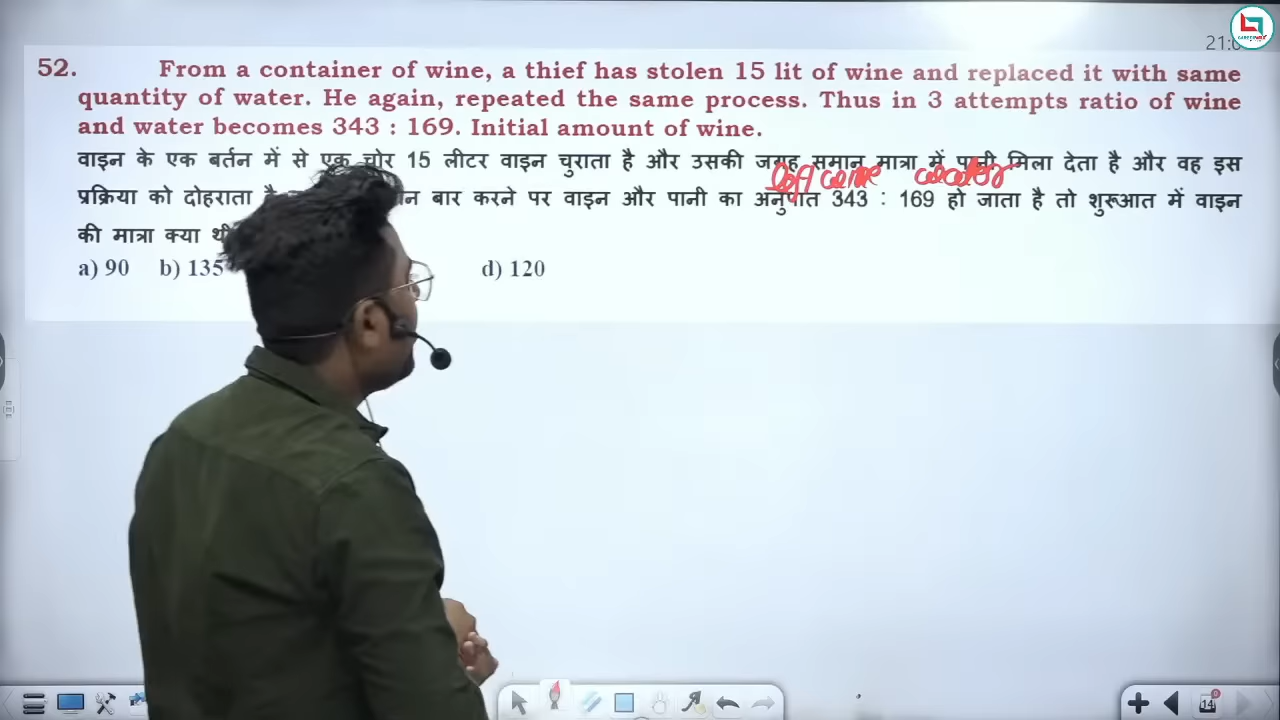 21:0
52. From a container of wine, a thief has stolen 15 lit of wine and replaced it with same
quantity of water. He again, repeated the same process. Thus in 3 attempts ratio of wine
and water becomes 343 : 169. Initial amount of wine.
वाइन के एक बर्तन में से एक चोर 15 लीटर वाइन चुराता है और उसकी जगह समान मात्रा में पानी मिला देता है और वह इस
left wine water
प्रक्रिया को दोहराता बार करने पर वाइन और पानी का अनुपात 343 : 169 हो जाता है तो शुरूआत में वाइन
की मात्रा क्या
a) 90 b) 135 d) 120
14